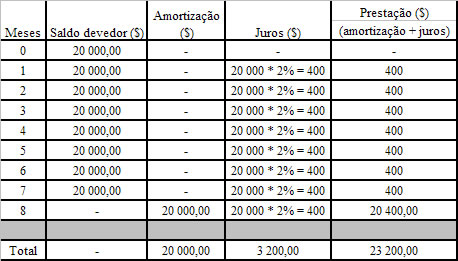 Meses Saldo devedor ($) Amortização ($) Juros ($) Prestação ($) (amortização + juros)
0 20 000,00 - - -
1 20 000,00 - 20 000 * 2% = 400 400
2 20 000,00 - 20 000 * 2% = 400 400
3 20 000,00 - 20 000 * 2% = 400 400
4 20 000,00 - 20 000 * 2% = 400 400
5 20 000,00 - 20 000 * 2% = 400 400
6 20 000,00 - 20 000 * 2% = 400 400
7 20 000,00 - 20 000 * 2% = 400 400
8 - 20 000,00 20 000 * 2% = 400 20 400,00
Total - 20 000,00 3 200,00 23 200,00